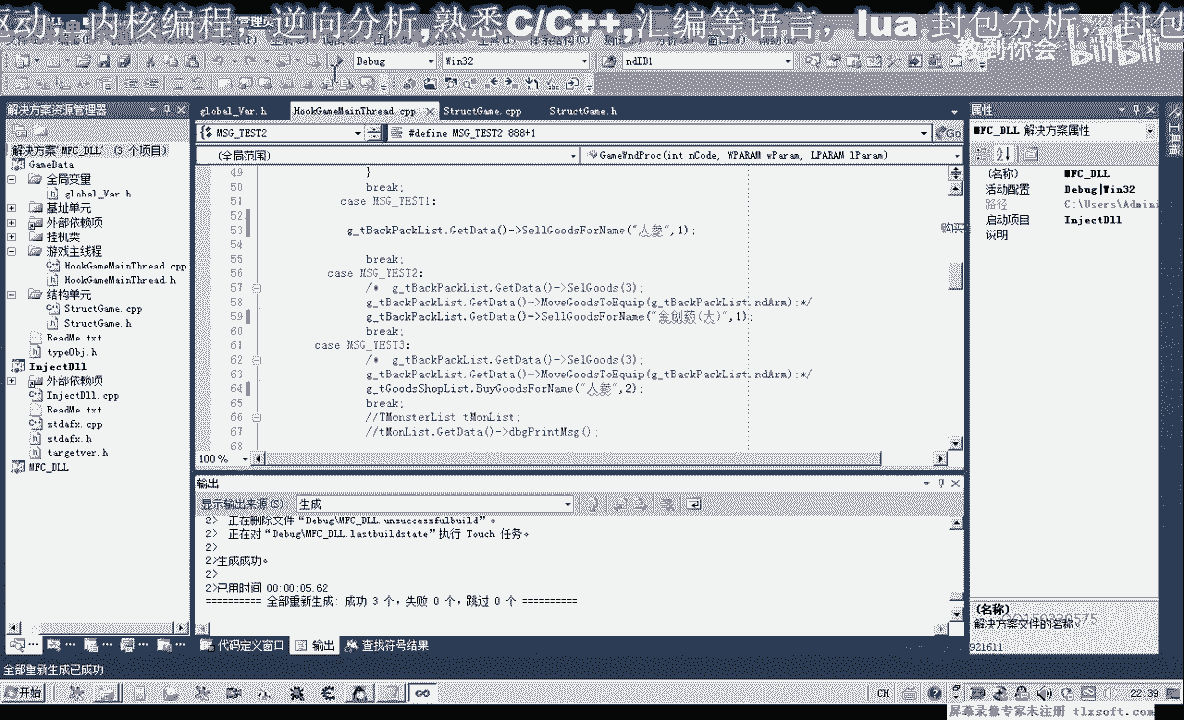 驱动，内核编程，逆向分析,熟悉C/C++,汇编等语言，lua 封包分析，封包
教到你会
bilibili
Debug
Win32
ndID1
解决方案资源管理器
解决方案"MFC_DLL" (3 个项目)
GameData
全局变量
global_Var.h
基址单元
外部依赖项
挂机类
游戏主线程
HookGameMainThread.cpp
HookGameMainThread.h
结构单元
StructGame.cpp
StructGame.h
ReadMe.txt
typeObj.h
InjectDll
外部依赖项
InjectDll.cpp
ReadMe.txt
stdafx.cpp
stdafx.h
targetver.h
MFC_DLL
global_Var.h
HookGameMainThread.cpp
StructGame.cpp
StructGame.h
MSG_TEST2
#define MSG_TEST2 888+1
Go
(全局范围)
GameWndProc(int nCode, WPARAM wParam, LPARAM lParam)
49 }
50 break;
51 case MSG_TEST1:
52
53 g_tBackPackList.GetData()->SellGoodsForName("人参",1);
54
55 break;
56 case MSG_TEST2:
57 /* g_tBackPackList.GetData()->SelGoods(3);
58 g_tBackPackList.GetData()->MoveGoodsToEquip(g_tBackPackList.ndArm);*/
59 g_tBackPackList.GetData()->SellGoodsForName("金创药(大)",1);
60 break;
61 case MSG_TEST3:
62 /* g_tBackPackList.GetData()->SelGoods(3);
63 g_tBackPackList.GetData()->MoveGoodsToEquip(g_tBackPackList.ndArm);*/
64 g_tGoodsShopList.BuyGoodsForName("人参",2);
65 break;
66 //TMonsterList tMonList;
67 //tMonList.GetData()->dbgPrintMsg();
68
100 %
购买
输出
显示输出来源(S): 生成
2> 正在删除文件“Debug\MFC_DLL.unsuccessfulbuild”。
2> 正在对“Debug\MFC_DLL.lastbuildstate”执行 Touch 任务。
2>
2>生成成功。
2>
2>已用时间 00:00:05.62
========== 全部重新生成: 成功 3 个，失败 0 个，跳过 0 个 ==========
代码定义窗口
输出
查找符号结果
属性
MFC_DLL 解决方案属性
(名称) MFC_DLL
活动配置 Debug|Win32
路径 C:\Users\Admini
启动项目 InjectDll
说明
(名称)
解决方案文件的名称。
921611
工具箱
全部重新生成已成功
开始
CH
22:39
屏幕录像专家未注册 tlxsoft.com